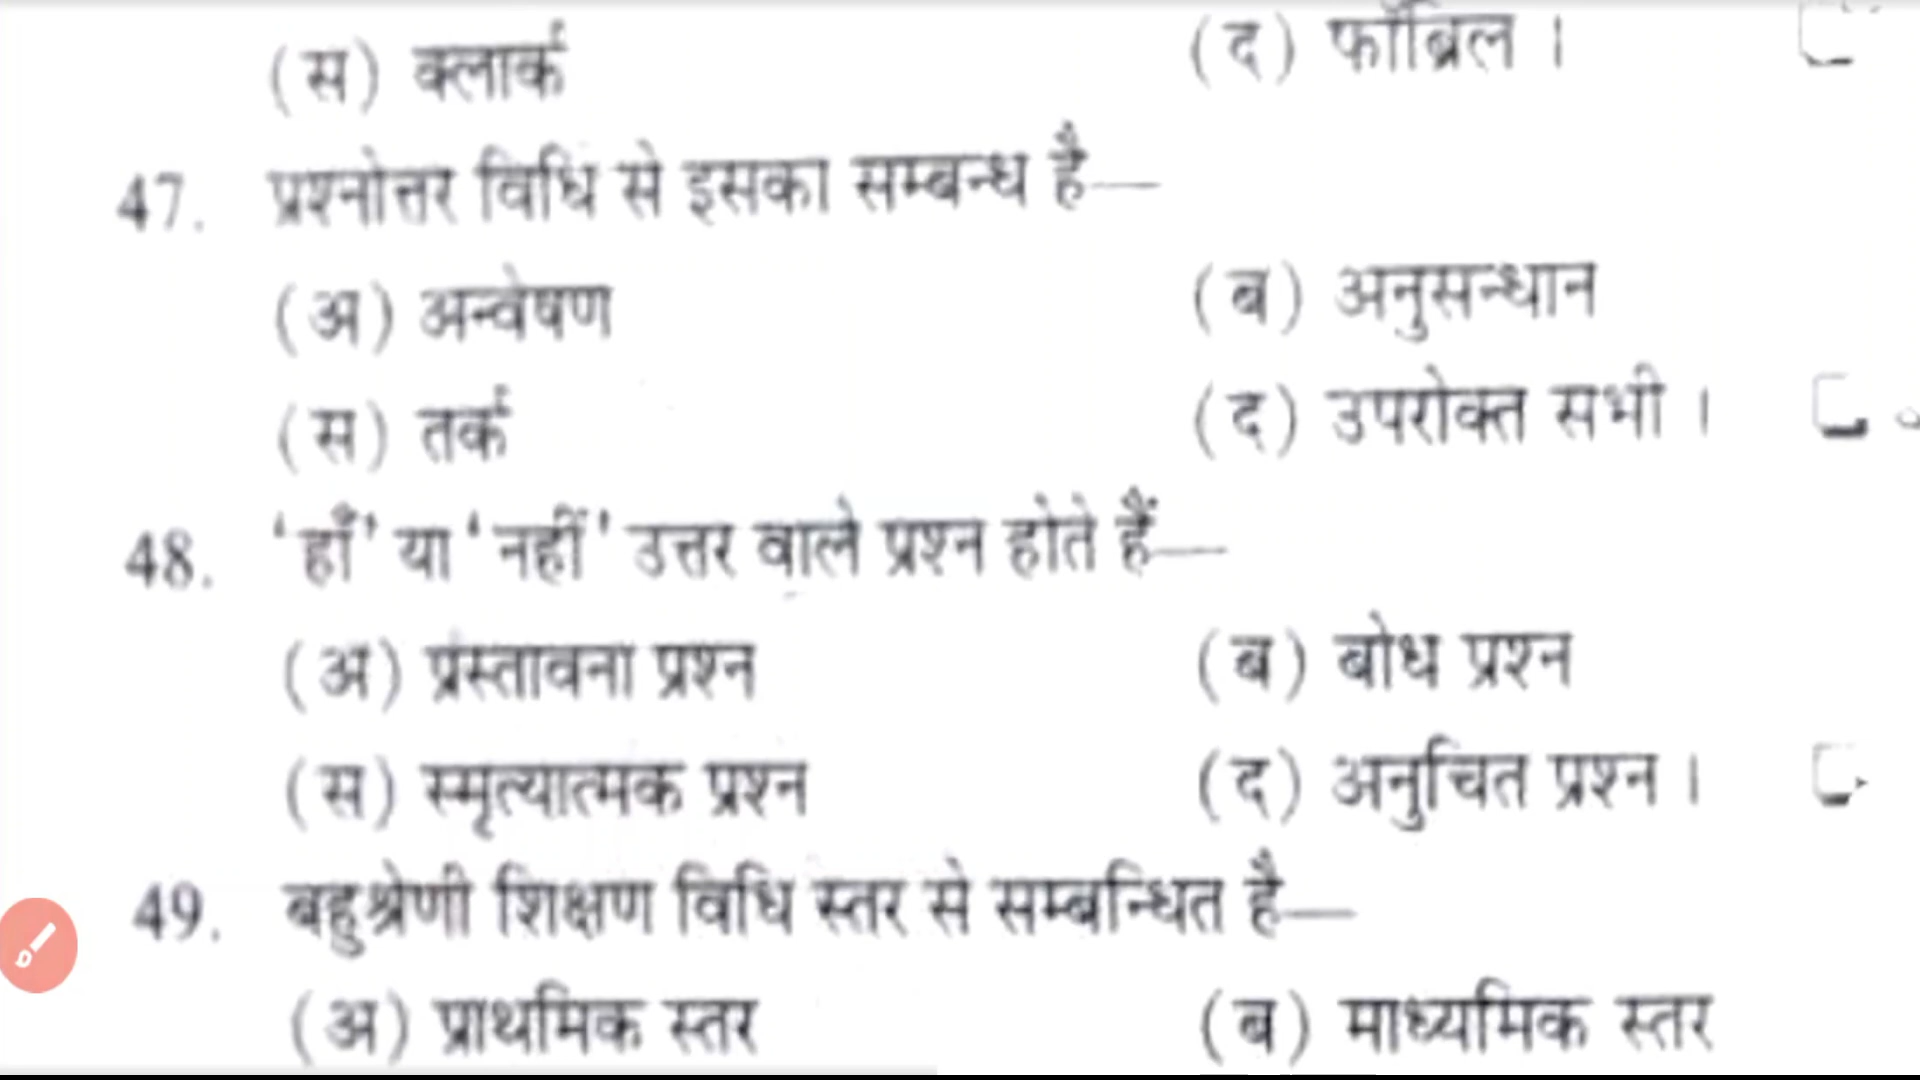 (स) क्लार्क (द) फॉब्रिल ।
47. प्रश्नोत्तर विधि से इसका सम्बन्ध है—
(अ) अन्वेषण (ब) अनुसन्धान
(स) तर्क (द) उपरोक्त सभी ।
48. 'हाँ' या 'नहीं' उत्तर वाले प्रश्न होते हैं—
(अ) प्रस्तावना प्रश्न (ब) बोध प्रश्न
(स) स्मृत्यात्मक प्रश्न (द) अनुचित प्रश्न ।
49. बहुश्रेणी शिक्षण विधि स्तर से सम्बन्धित है—
(अ) प्राथमिक स्तर (ब) माध्यमिक स्तर